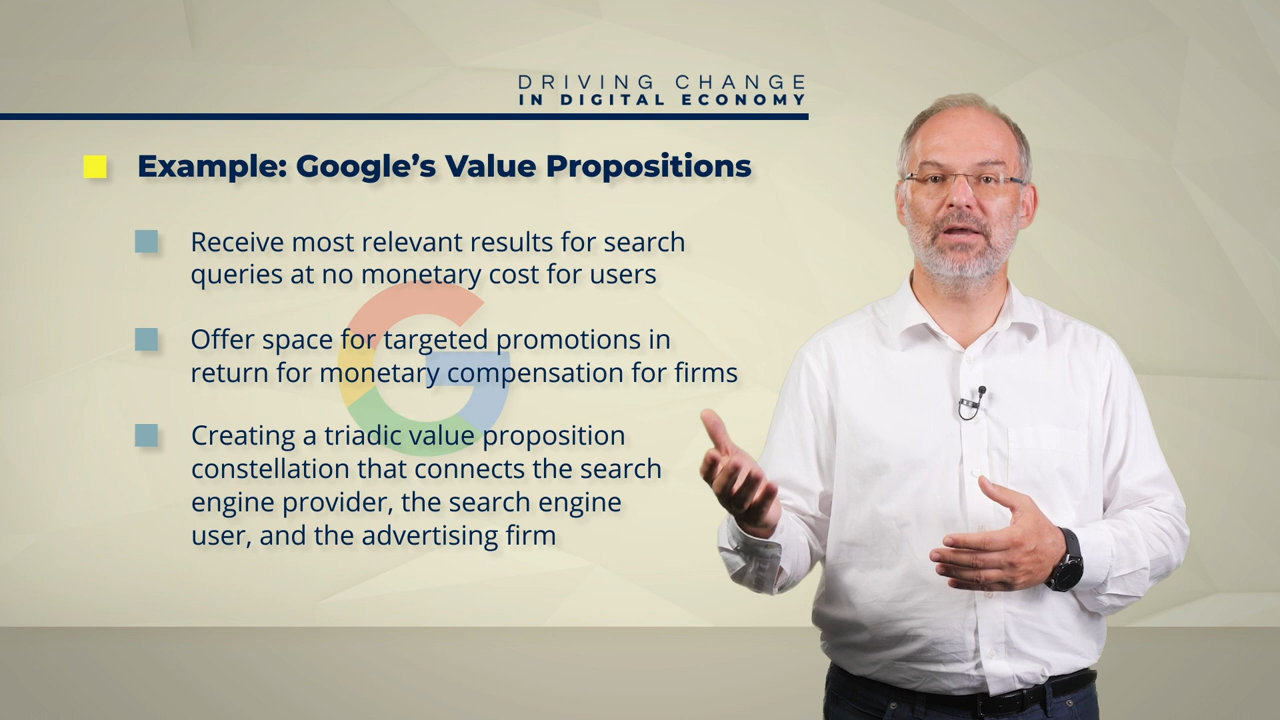 DRIVING CHANGE
IN DIGITAL ECONOMY
Example: Google’s Value Propositions
Receive most relevant results for search
queries at no monetary cost for users
Offer space for targeted promotions in
return for monetary compensation for firms
Creating a triadic value proposition
constellation that connects the search
engine provider, the search engine
user, and the advertising firm